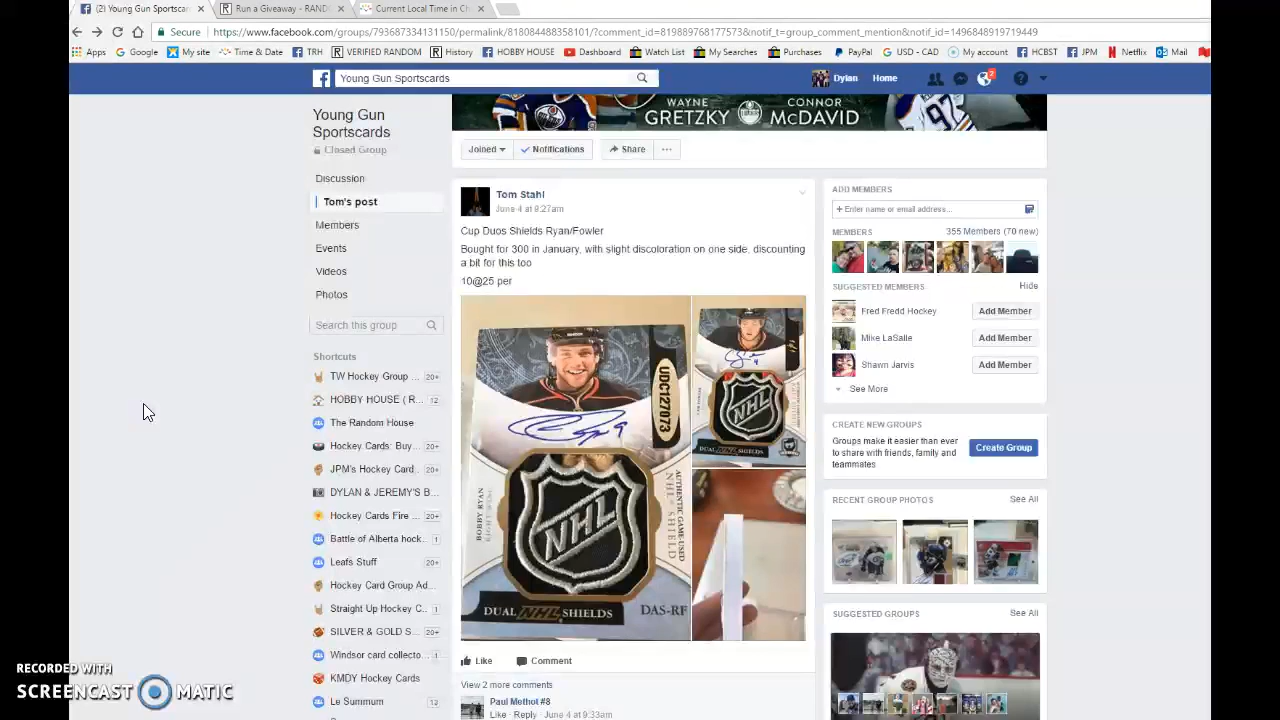 (2) Young Gun Sportscar
Run a Giveaway - RAND
Current Local Time in Ch
Secure
https://www.facebook.com/groups/793687334131150/permalink/818084488358101/?comment_id=819889768177573&notif_t=group_comment_mention&notif_id=1496848919719449
Apps
Google
My site
Time & Date
TRH
VERIFIED RANDOM
History
HOBBY HOUSE
Dashboard
Watch List
My Searches
Purchases
PayPal
USD - CAD
My account
HCBST
JPM
Netflix
Mail
Young Gun Sportscards
Dylan
Home
2
Young Gun
Sportscards
Closed Group
Discussion
Tom's post
Members
Events
Videos
Photos
Search this group
Shortcuts
TW Hockey Group ... 20+
HOBBY HOUSE ( R... 12
The Random House
Hockey Cards: Buy... 20+
JPM's Hockey Card... 20+
DYLAN & JEREMY'S B...
Hockey Cards Fire ... 20+
Battle of Alberta hock... 1
Leafs Stuff 20+
Hockey Card Group Ad...
Straight Up Hockey C... 1
SILVER & GOLD S... 20+
Windsor card collecto... 1
KMDY Hockey Cards
Le Summum 12
WAYNE
GRETZKY
CONNOR
McDAVID
97
Joined
Notifications
Share
...
Tom Stahl
June 4 at 9:27am
Cup Duos Shields Ryan/Fowler
Bought for 300 in January, with slight discoloration on one side. discounting
a bit for this too
10@25 per
UDC127073
NHL
BOBBY RYAN
AUTHENTIC GAME-USED
NHL SHIELD
DUAL NHL SHIELDS
DAS-RF
NHL
DUAL NHL SHIELDS
Like
Comment
View 2 more comments
Paul Methot #8
Like · Reply · June 4 at 9:33am
ADD MEMBERS
+ Enter name or email address...
MEMBERS
355 Members (70 new)
SUGGESTED MEMBERS
Hide
Fred Fredd Hockey
Add Member
Mike LaSalle
Add Member
Shawn Jarvis
Add Member
See More
CREATE NEW GROUPS
Groups make it easier than ever
to share with friends, family and
teammates
Create Group
RECENT GROUP PHOTOS
See All
SUGGESTED GROUPS
See All
RECORDED WITH
SCREENCAST MATIC